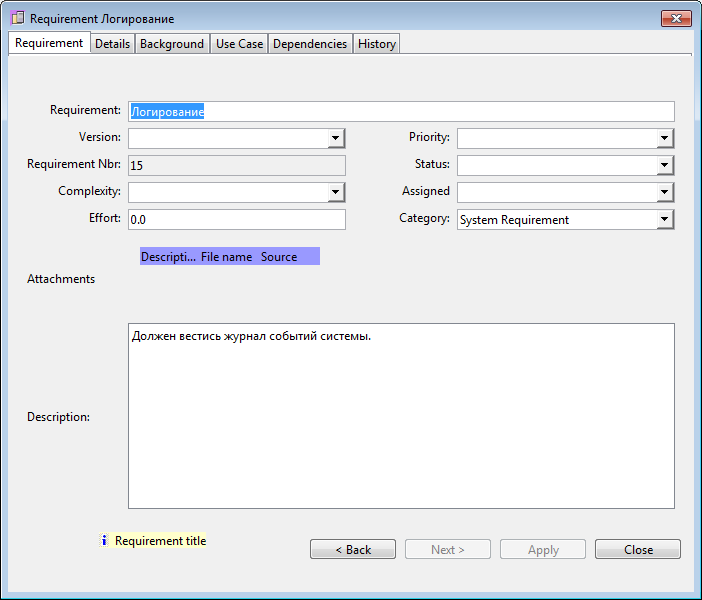 Requirement Логирование
Requirement Details Background Use Case Dependencies History
Requirement: Логирование
Version: Priority:
Requirement Nbr: 15 Status:
Complexity: Assigned
Effort: 0.0 Category: System Requirement
Descripti... File name Source
Attachments
Должен вестись журнал событий системы.
Description:
i Requirement title
< Back Next > Apply Close